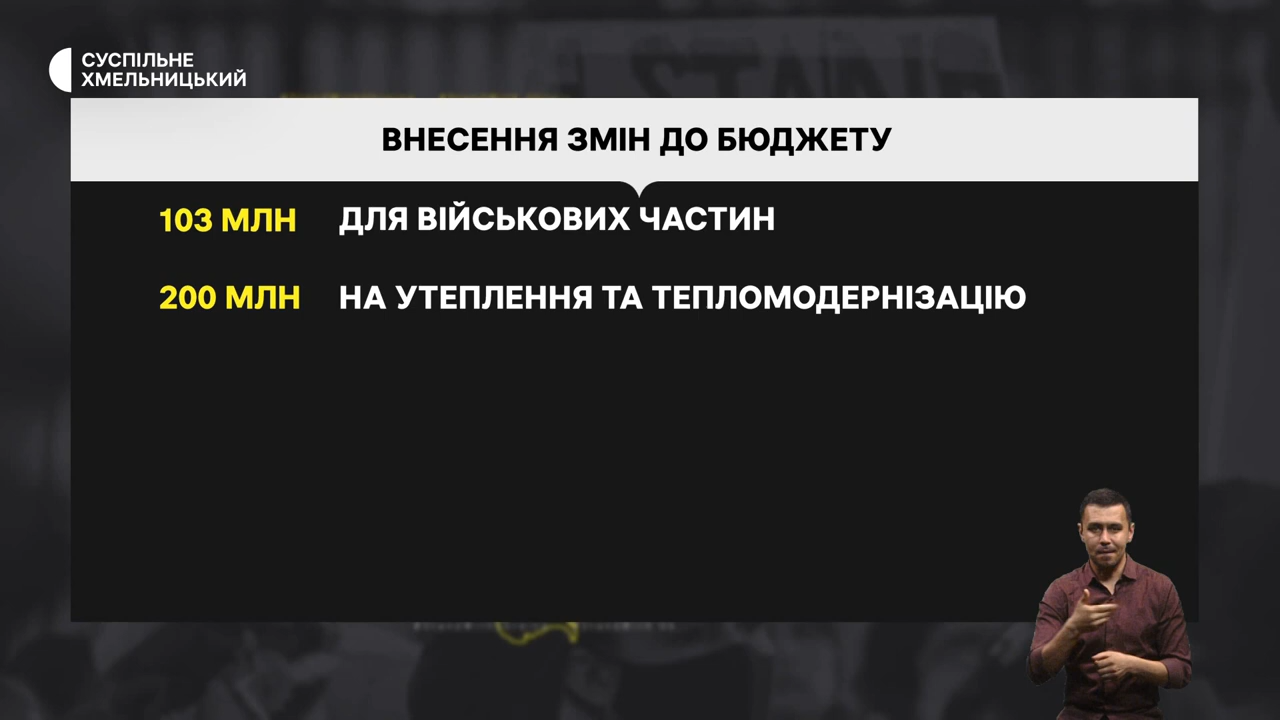 СУСПІЛЬНЕ
ХМЕЛЬНИЦЬКИЙ
ВНЕСЕННЯ ЗМІН ДО БЮДЖЕТУ
103 МЛН ДЛЯ ВІЙСЬКОВИХ ЧАСТИН
200 МЛН НА УТЕПЛЕННЯ ТА ТЕПЛОМОДЕРНІЗАЦІЮ